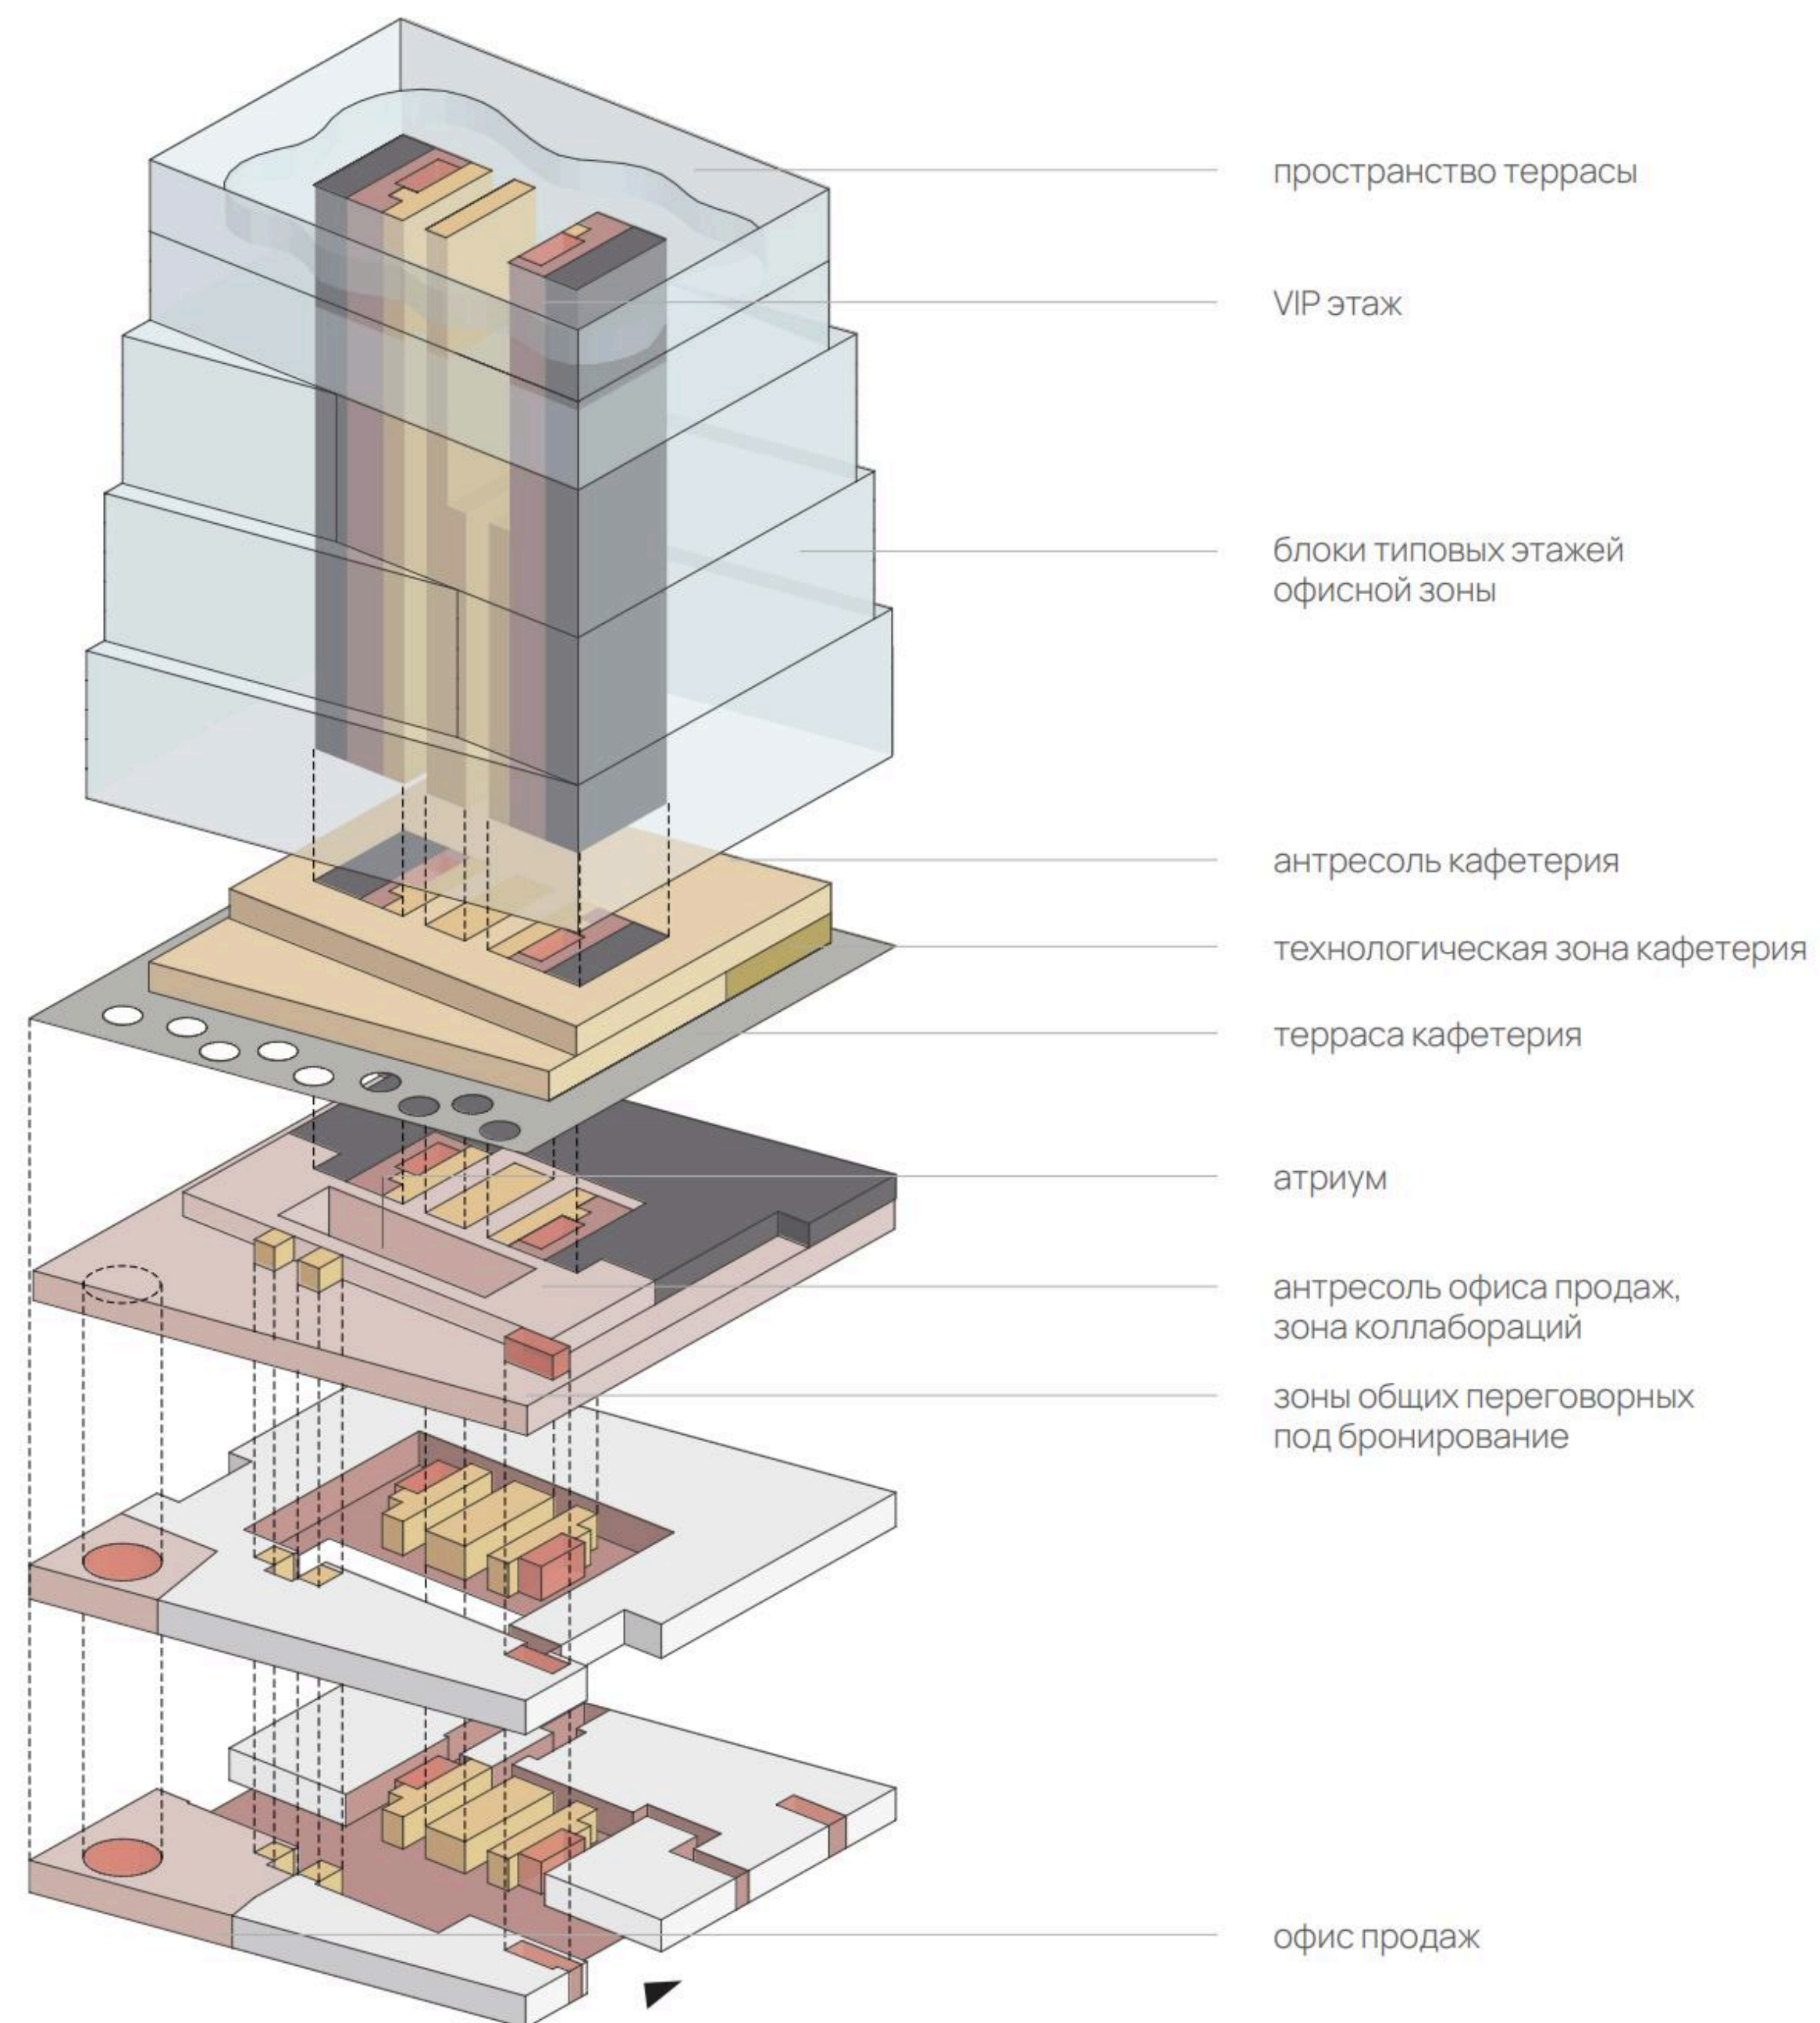 пространство террасы
VIP этаж
блоки типовых этажей
офисной зоны
антресоль кафетерия
технологическая зона кафетерия
терраса кафетерия
атриум
антресоль офиса продаж,
зона коллабораций
зоны общих переговорных
под бронирование
офис продаж